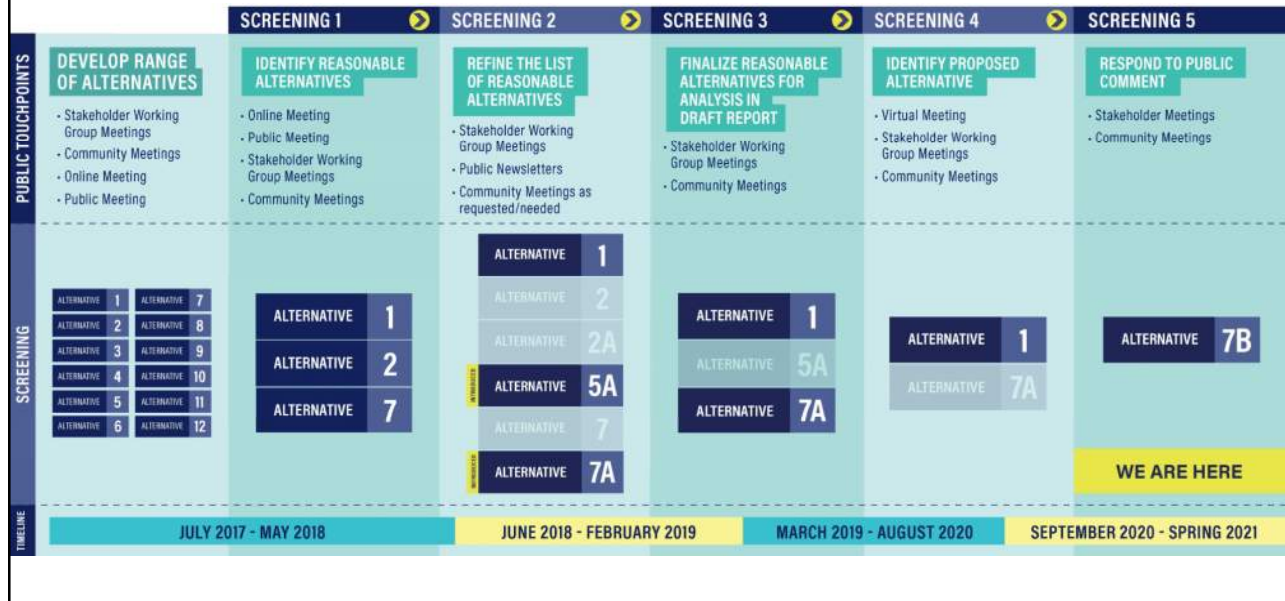 SCREENING 1
SCREENING 2
SCREENING 3
SCREENING 4
SCREENING 5
PUBLIC TOUCHPOINTS
DEVELOP RANGE
OF ALTERNATIVES
· Stakeholder Working
Group Meetings
· Community Meetings
· Online Meeting
· Public Meeting
IDENTIFY REASONABLE
ALTERNATIVES
· Online Meeting
· Public Meeting
· Stakeholder Working
Group Meetings
· Community Meetings
REFINE THE LIST
OF REASONABLE
ALTERNATIVES
· Stakeholder Working
Group Meetings
· Public Newsletters
· Community Meetings as
requested/needed
FINALIZE REASONABLE
ALTERNATIVES FOR
ANALYSIS IN
DRAFT REPORT
· Stakeholder Working
Group Meetings
· Community Meetings
IDENTIFY PROPOSED
ALTERNATIVE
· Virtual Meeting
· Stakeholder Working
Group Meetings
· Community Meetings
RESPOND TO PUBLIC
COMMENT
· Stakeholder Meetings
· Community Meetings
SCREENING
ALTERNATIVE 1
ALTERNATIVE 2
ALTERNATIVE 3
ALTERNATIVE 4
ALTERNATIVE 5
ALTERNATIVE 6
ALTERNATIVE 7
ALTERNATIVE 8
ALTERNATIVE 9
ALTERNATIVE 10
ALTERNATIVE 11
ALTERNATIVE 12
ALTERNATIVE 1
ALTERNATIVE 2
ALTERNATIVE 7
ALTERNATIVE 1
ALTERNATIVE 2
ALTERNATIVE 2A
INTRODUCED
ALTERNATIVE 5A
ALTERNATIVE 7
INTRODUCED
ALTERNATIVE 7A
ALTERNATIVE 1
ALTERNATIVE 5A
ALTERNATIVE 7A
ALTERNATIVE 1
ALTERNATIVE 7A
ALTERNATIVE 7B
WE ARE HERE
TIMELINE
JULY 2017 - MAY 2018
JUNE 2018 - FEBRUARY 2019
MARCH 2019 - AUGUST 2020
SEPTEMBER 2020 - SPRING 2021